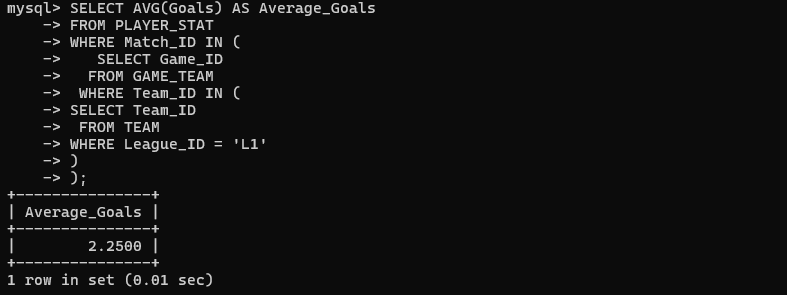 mysql> SELECT AVG(Goals) AS Average_Goals
    -> FROM PLAYER_STAT
    -> WHERE Match_ID IN (
    ->    SELECT Game_ID
    ->   FROM GAME_TEAM
    ->  WHERE Team_ID IN (
    -> SELECT Team_ID
    ->  FROM TEAM
    -> WHERE League_ID = 'L1'
    -> )
    -> );
+---------------+
| Average_Goals |
+---------------+
|        2.2500 |
+---------------+
1 row in set (0.01 sec)